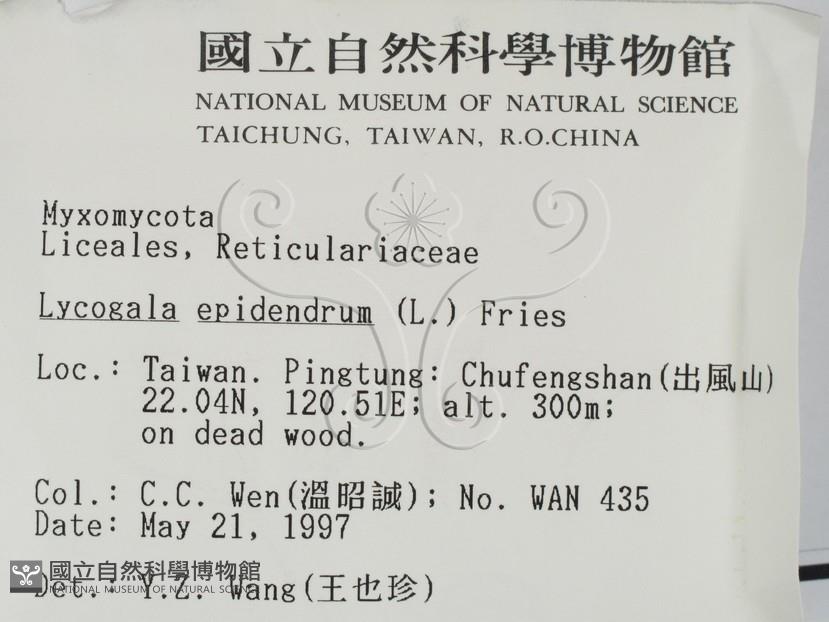 國立自然科學博物館
NATIONAL MUSEUM OF NATURAL SCIENCE
TAICHUNG, TAIWAN, R.O.CHINA
Myxomycota
Liceales, Reticulariaceae
Lycogala epidendrum (L.) Fries
Loc.: Taiwan. Pingtung: Chufengshan(出風山)
22.04N, 120.51E; alt. 300m;
on dead wood.
Col.: C.C. Wen(溫昭誠); No. WAN 435
Date: May 21, 1997
國立自然科學博物館
NATIONAL MUSEUM OF NATURAL SCIENCE
Det.: Y.Z. Wang(王也珍)